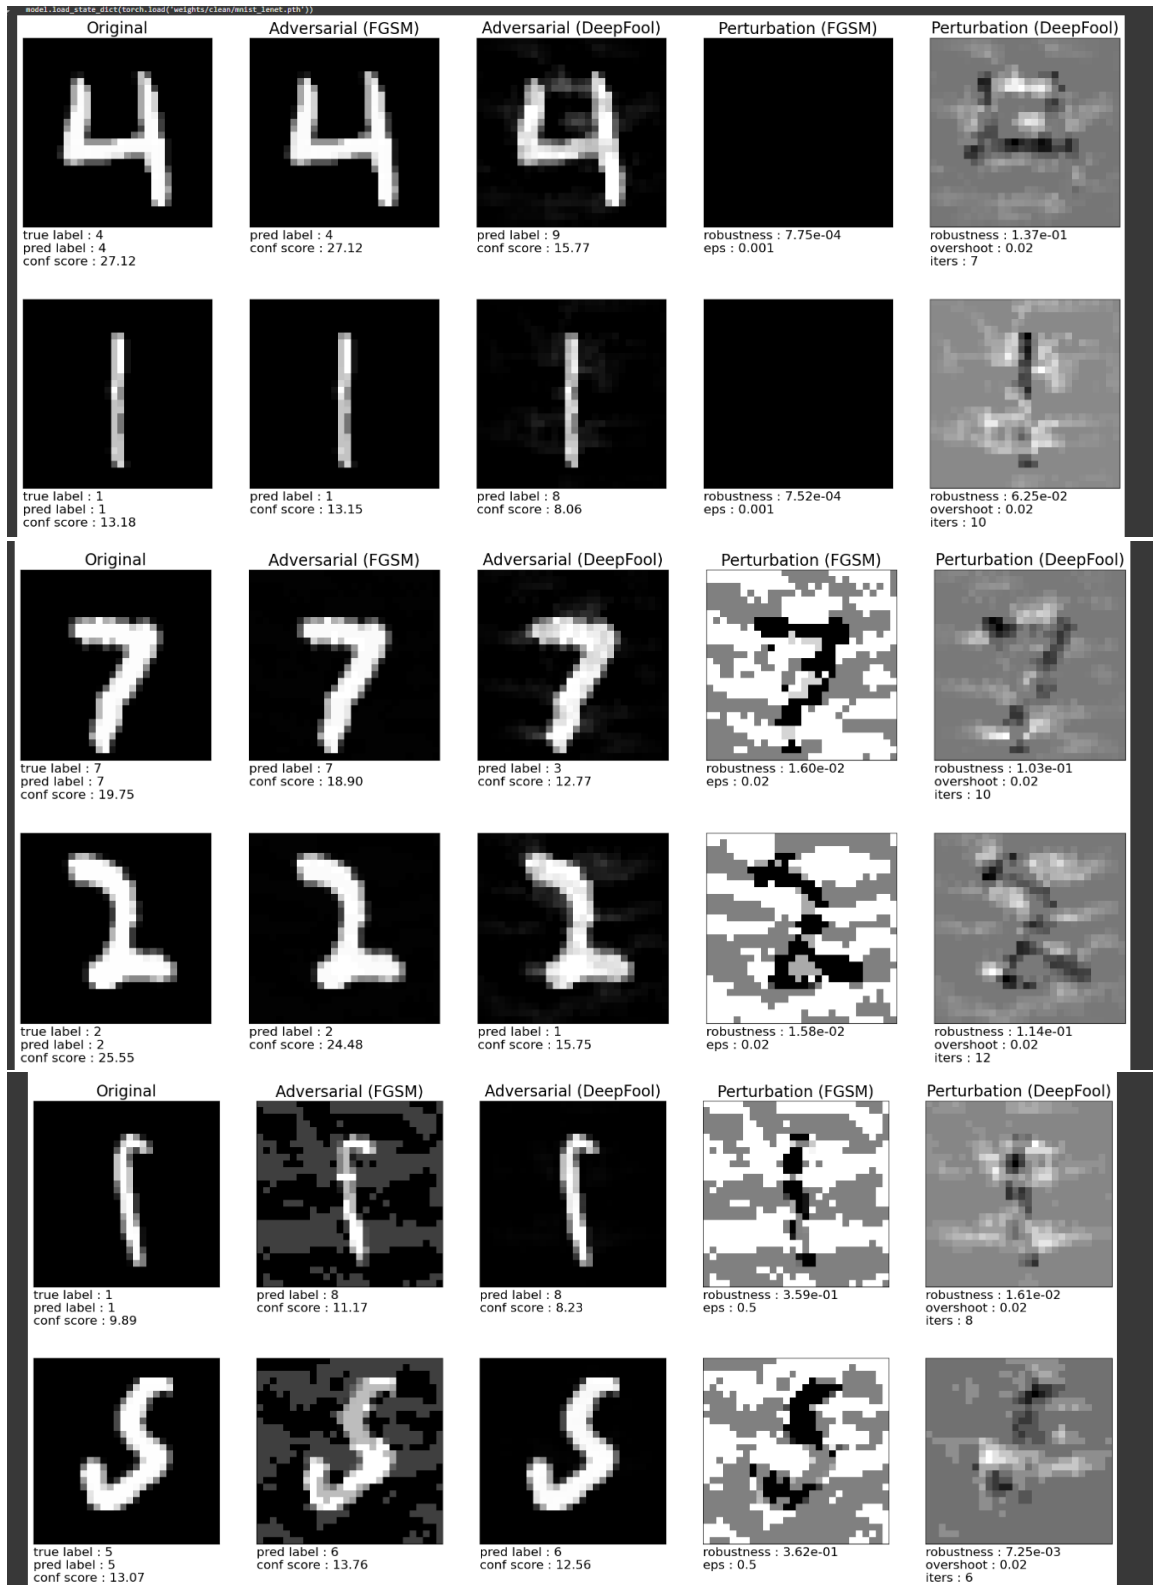 model.load_state_dict(torch.load('weights/clean/mnist_lenet.pth'))
Original Adversarial (FGSM) Adversarial (DeepFool) Perturbation (FGSM) Perturbation (DeepFool)
true label : 4 pred label : 4 pred label : 9 robustness : 7.75e-04 robustness : 1.37e-01
pred label : 4 conf score : 27.12 conf score : 15.77 eps : 0.001 overshoot : 0.02
conf score : 27.12 iters : 7
true label : 1 pred label : 1 pred label : 8 robustness : 7.52e-04 robustness : 6.25e-02
pred label : 1 conf score : 13.15 conf score : 8.06 eps : 0.001 overshoot : 0.02
conf score : 13.18 iters : 10
Original Adversarial (FGSM) Adversarial (DeepFool) Perturbation (FGSM) Perturbation (DeepFool)
true label : 7 pred label : 7 pred label : 3 robustness : 1.60e-02 robustness : 1.03e-01
pred label : 7 conf score : 18.90 conf score : 12.77 eps : 0.02 overshoot : 0.02
conf score : 19.75 iters : 10
true label : 2 pred label : 2 pred label : 1 robustness : 1.58e-02 robustness : 1.14e-01
pred label : 2 conf score : 24.48 conf score : 15.75 eps : 0.02 overshoot : 0.02
conf score : 25.55 iters : 12
Original Adversarial (FGSM) Adversarial (DeepFool) Perturbation (FGSM) Perturbation (DeepFool)
true label : 1 pred label : 8 pred label : 8 robustness : 3.59e-01 robustness : 1.61e-02
pred label : 1 conf score : 11.17 conf score : 8.23 eps : 0.5 overshoot : 0.02
conf score : 9.89 iters : 8
true label : 5 pred label : 6 pred label : 6 robustness : 3.62e-01 robustness : 7.25e-03
pred label : 5 conf score : 13.76 conf score : 12.56 eps : 0.5 overshoot : 0.02
conf score : 13.07 iters : 6